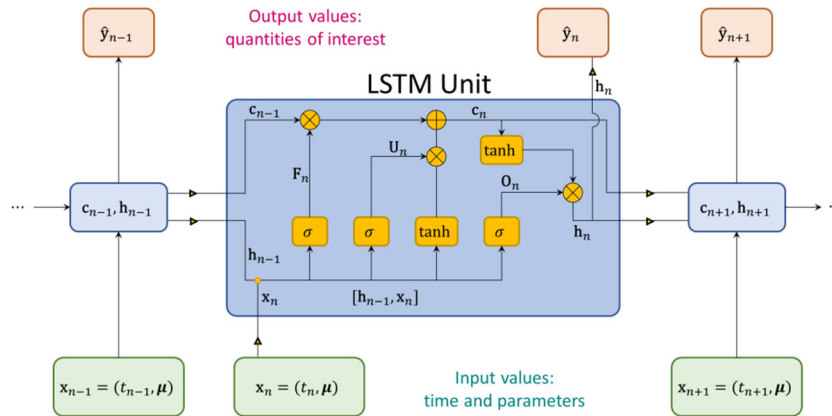 Output values:
quantities of interest
ŷₙ₋₁
ŷₙ
ŷₙ₊₁
LSTM Unit
hₙ
cₙ₋₁
cₙ
Uₙ
tanh
Fₙ
Oₙ
...
cₙ₋₁, hₙ₋₁
σ
σ
tanh
σ
hₙ
cₙ₊₁, hₙ₊₁
hₙ₋₁
xₙ
[hₙ₋₁, xₙ]
xₙ₋₁ = (tₙ₋₁, μ)
xₙ = (tₙ, μ)
Input values:
time and parameters
xₙ₊₁ = (tₙ₊₁, μ)